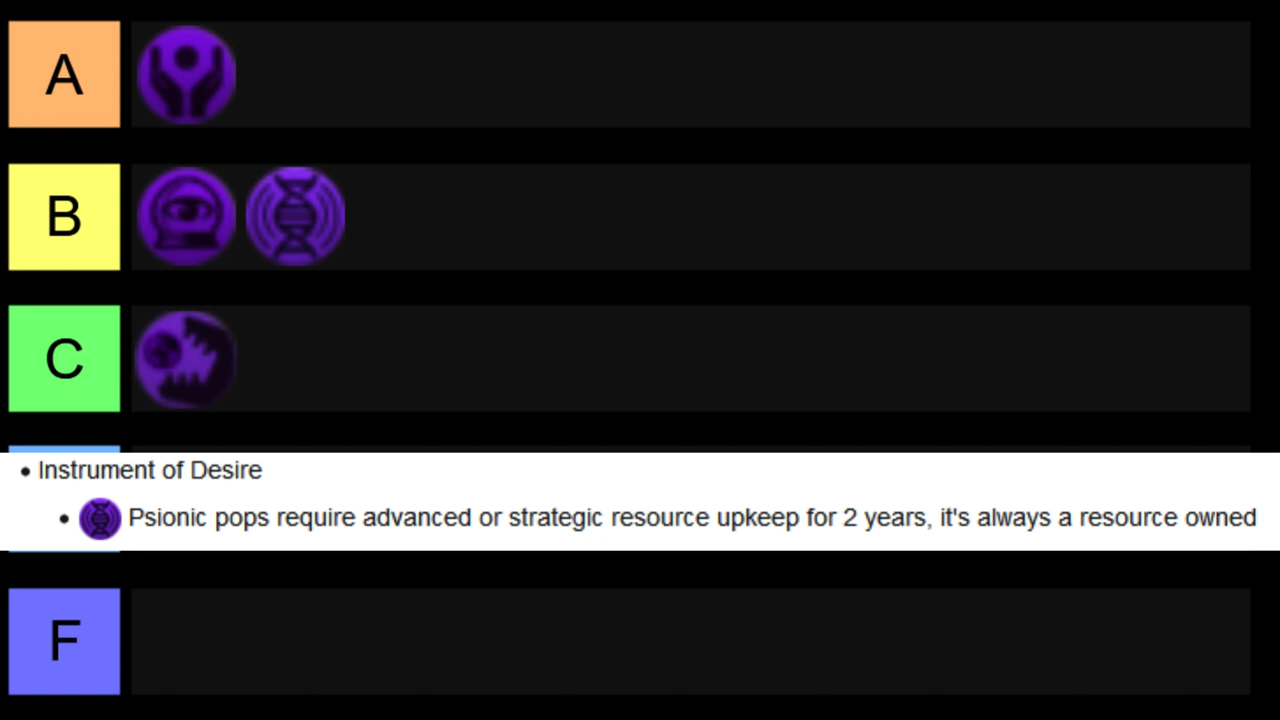 A
B
C
Instrument of Desire
Psionic pops require advanced or strategic resource upkeep for 2 years, it's always a resource owned
F